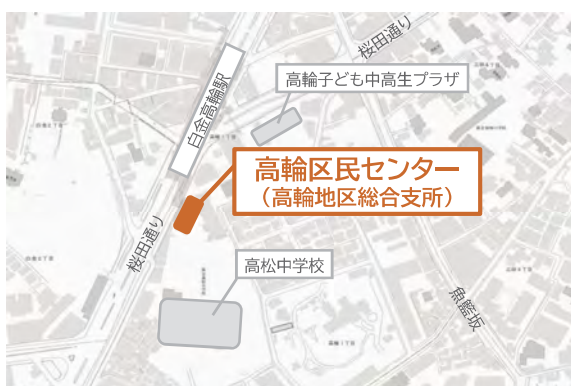 桜田通り
高輪子ども中高生プラザ
白金高輪駅
高輪区民センター
（高輪地区総合支所）
桜田通り
高松中学校
魚籃坂